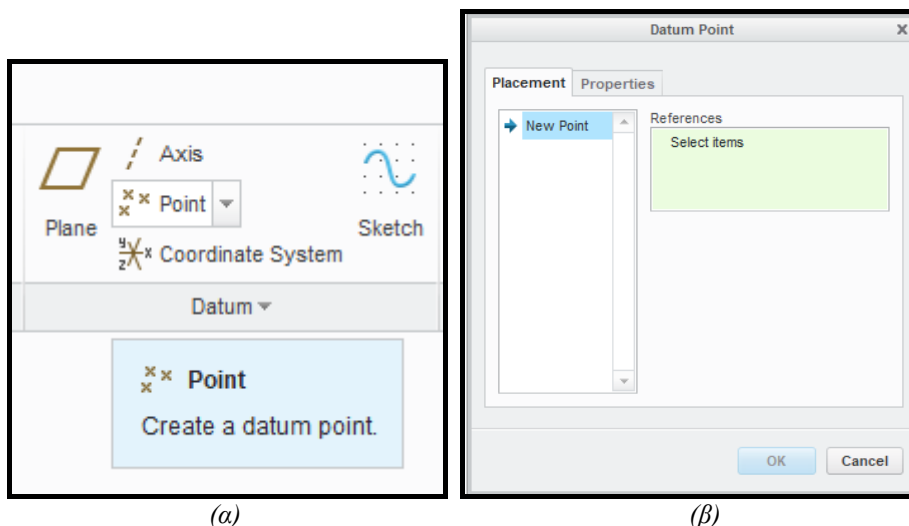 Axis
Point
Plane
Sketch
y
x
z
Coordinate System
Datum
Point
Create a datum point.
(α)
Datum Point
X
Placement
Properties
New Point
References
Select items
OK
Cancel
(β)